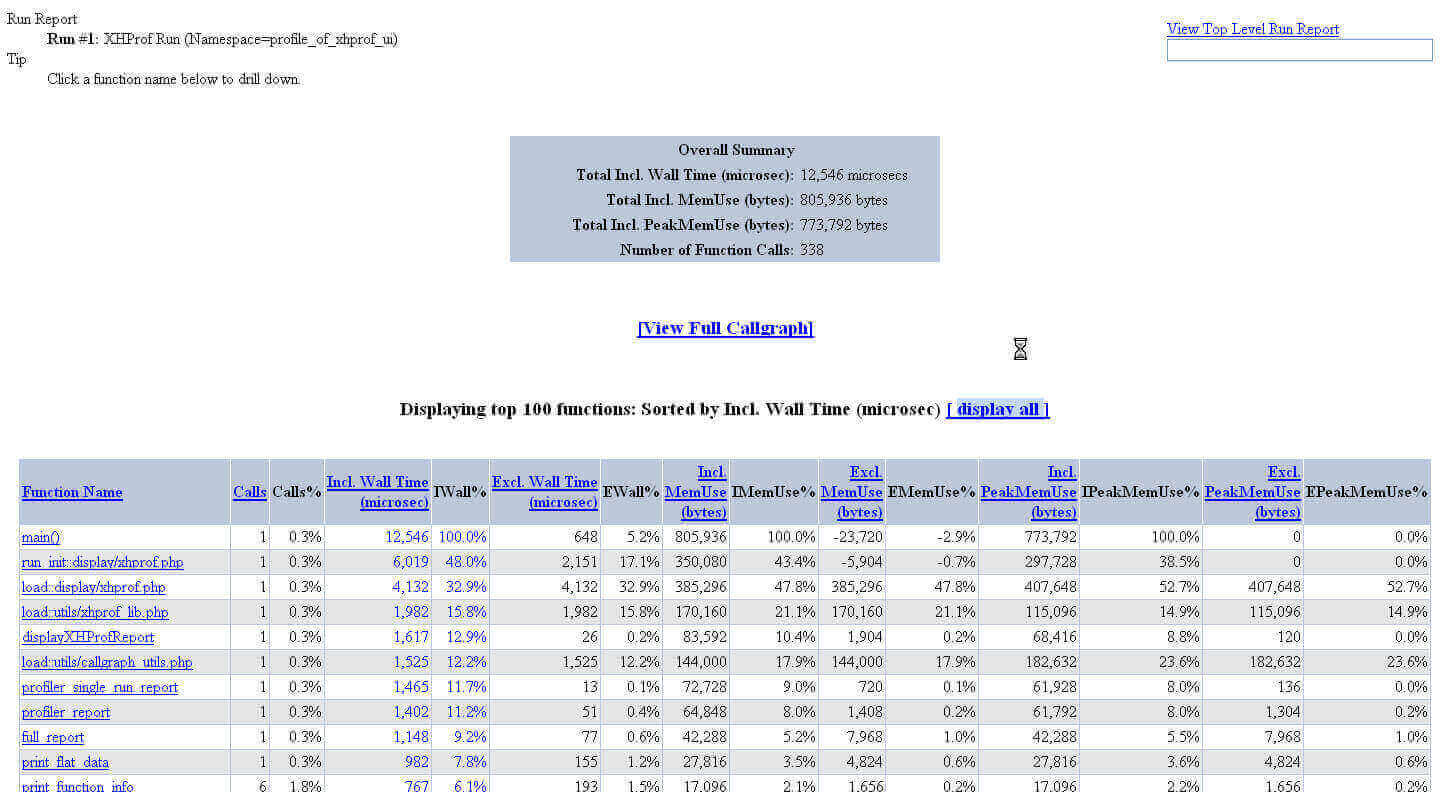 Run Report
Run #1: XHProf Run (Namespace=profile_of_xhprof_ui)
Tip
Click a function name below to drill down.
View Top Level Run Report
Overall Summary
Total Incl. Wall Time (microsec): 12,546 microsecs
Total Incl. MemUse (bytes): 805,936 bytes
Total Incl. PeakMemUse (bytes): 773,792 bytes
Number of Function Calls: 338
[View Full Callgraph]
Displaying top 100 functions: Sorted by Incl. Wall Time (microsec) [ display all ]
Function Name Calls Calls% Incl. Wall Time (microsec) IWall% Excl. Wall Time (microsec) EWall% Incl. MemUse (bytes) IMemUse% Excl. MemUse (bytes) EMemUse% Incl. PeakMemUse (bytes) IPeakMemUse% Excl. PeakMemUse (bytes) EPeakMemUse%
main() 1 0.3% 12,546 100.0% 648 5.2% 805,936 100.0% -23,720 -2.9% 773,792 100.0% 0 0.0%
run_init::display/xhprof.php 1 0.3% 6,019 48.0% 2,151 17.1% 350,080 43.4% -5,904 -0.7% 297,728 38.5% 0 0.0%
load::display/xhprof.php 1 0.3% 4,132 32.9% 4,132 32.9% 385,296 47.8% 385,296 47.8% 407,648 52.7% 407,648 52.7%
load::utils/xhprof_lib.php 1 0.3% 1,982 15.8% 1,982 15.8% 170,160 21.1% 170,160 21.1% 115,096 14.9% 115,096 14.9%
displayXHProfReport 1 0.3% 1,617 12.9% 26 0.2% 83,592 10.4% 1,904 0.2% 68,416 8.8% 120 0.0%
load::utils/callgraph_utils.php 1 0.3% 1,525 12.2% 1,525 12.2% 144,000 17.9% 144,000 17.9% 182,632 23.6% 182,632 23.6%
profiler_single_run_report 1 0.3% 1,465 11.7% 13 0.1% 72,728 9.0% 720 0.1% 61,928 8.0% 136 0.0%
profiler_report 1 0.3% 1,402 11.2% 51 0.4% 64,848 8.0% 1,408 0.2% 61,792 8.0% 1,304 0.2%
full_report 1 0.3% 1,148 9.2% 77 0.6% 42,288 5.2% 7,968 1.0% 42,288 5.5% 7,968 1.0%
print_flat_data 1 0.3% 982 7.8% 155 1.2% 27,816 3.5% 4,824 0.6% 27,816 3.6% 4,824 0.6%
print_function_info 6 1.8% 767 6.1% 193 1.5% 17,096 2.1% 1,656 0.2% 17,096 2.2% 1,656 0.2%